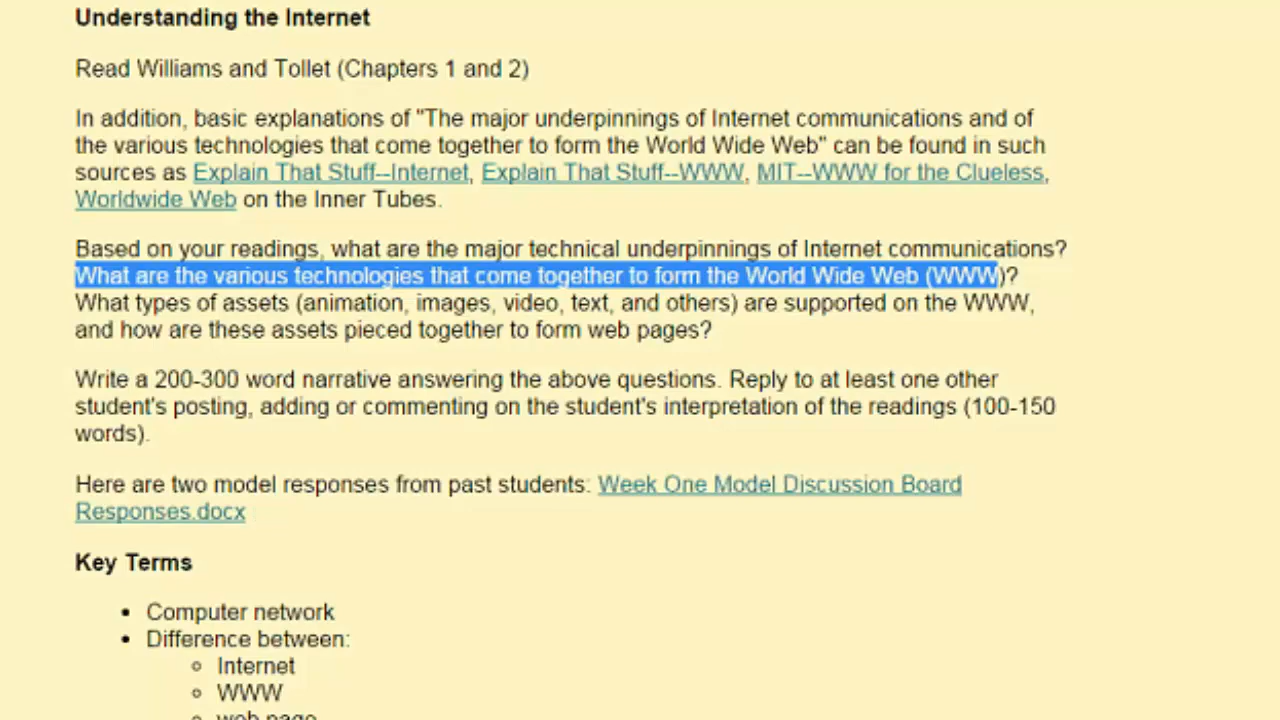 Understanding the Internet
Read Williams and Tollet (Chapters 1 and 2)
In addition, basic explanations of "The major underpinnings of Internet communications and of
the various technologies that come together to form the World Wide Web" can be found in such
sources as Explain That Stuff--Internet, Explain That Stuff--WWW, MIT--WWW for the Clueless,
Worldwide Web on the Inner Tubes.
Based on your readings, what are the major technical underpinnings of Internet communications?
What are the various technologies that come together to form the World Wide Web (WWW)?
What types of assets (animation, images, video, text, and others) are supported on the WWW,
and how are these assets pieced together to form web pages?
Write a 200-300 word narrative answering the above questions. Reply to at least one other
student's posting, adding or commenting on the student's interpretation of the readings (100-150
words).
Here are two model responses from past students: Week One Model Discussion Board
Responses.docx
Key Terms
• Computer network
• Difference between:
◦ Internet
◦ WWW
◦ web page